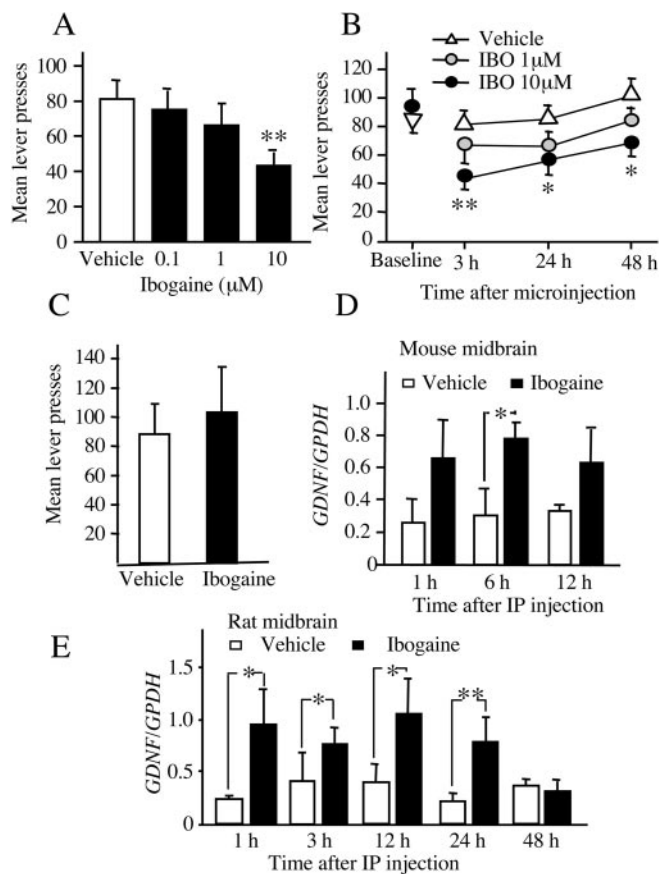 A
Mean lever presses
100
80
60
40
20
0
**
Vehicle 0.1 1 10
Ibogaine (µM)
B
Vehicle
IBO 1µM
IBO 10µM
Mean lever presses
120
100
80
60
40
20
0
**
*
*
Baseline 3 h 24 h 48 h
Time after microinjection
C
Mean lever presses
140
120
100
80
60
40
20
Vehicle Ibogaine
D
Mouse midbrain
Vehicle Ibogaine
GDNF/GPDH
1.0
0.8
0.6
0.4
0.2
0
*
1 h 6 h 12 h
Time after IP injection
E
Rat midbrain
Vehicle Ibogaine
GDNF/GPDH
1.5
1.0
0.5
0
*
*
*
**
1 h 3 h 12 h 24 h 48 h
Time after IP injection